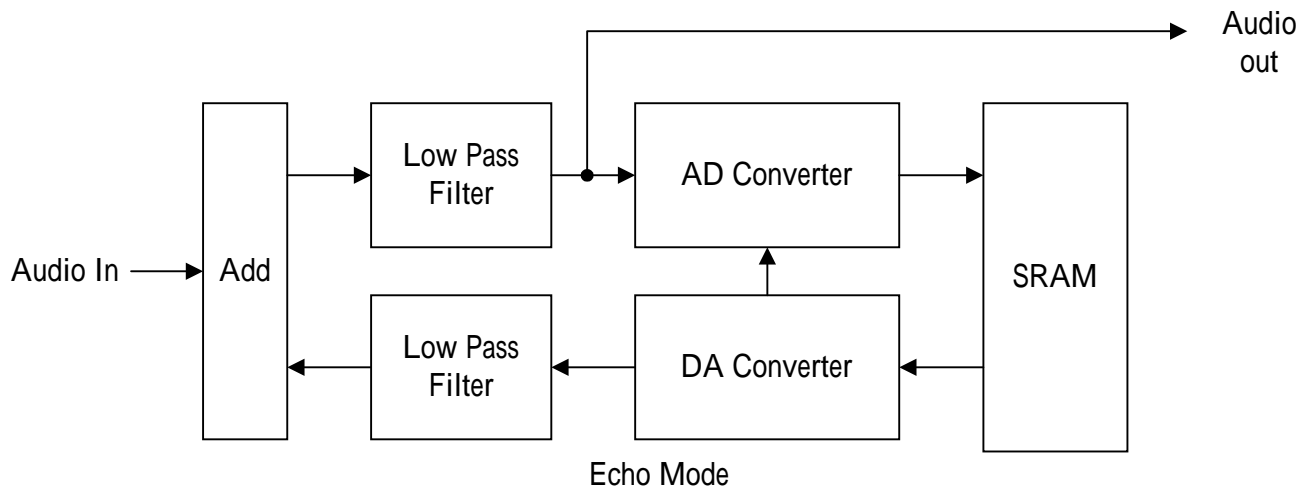 Audio
out
Low Pass
Filter
AD Converter
Audio In
Add
SRAM
Low Pass
Filter
DA Converter
Echo Mode